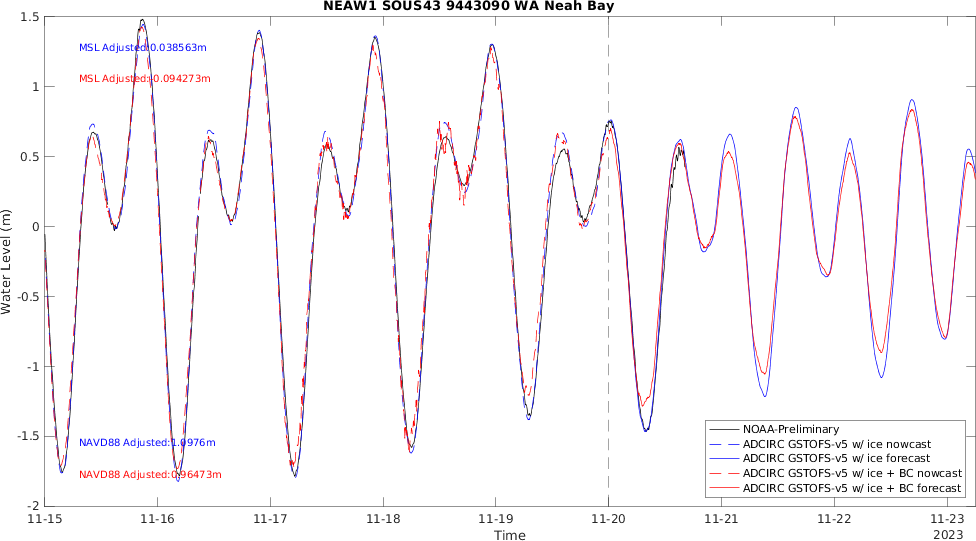 NEAW1 SOUS43 9443090 WA Neah Bay
1.5
1
0.5
0
-0.5
-1
-1.5
-2
Water Level (m)
MSL Adjusted:0.038563m
MSL Adjusted:-0.094273m
NAVD88 Adjusted:1.0976m
NAVD88 Adjusted:0.96473m
NOAA-Preliminary
ADCIRC GSTOFS-v5 w/ ice nowcast
ADCIRC GSTOFS-v5 w/ ice forecast
ADCIRC GSTOFS-v5 w/ ice + BC nowcast
ADCIRC GSTOFS-v5 w/ ice + BC forecast
11-15 11-16 11-17 11-18 11-19 11-20 11-21 11-22 11-23
Time
2023